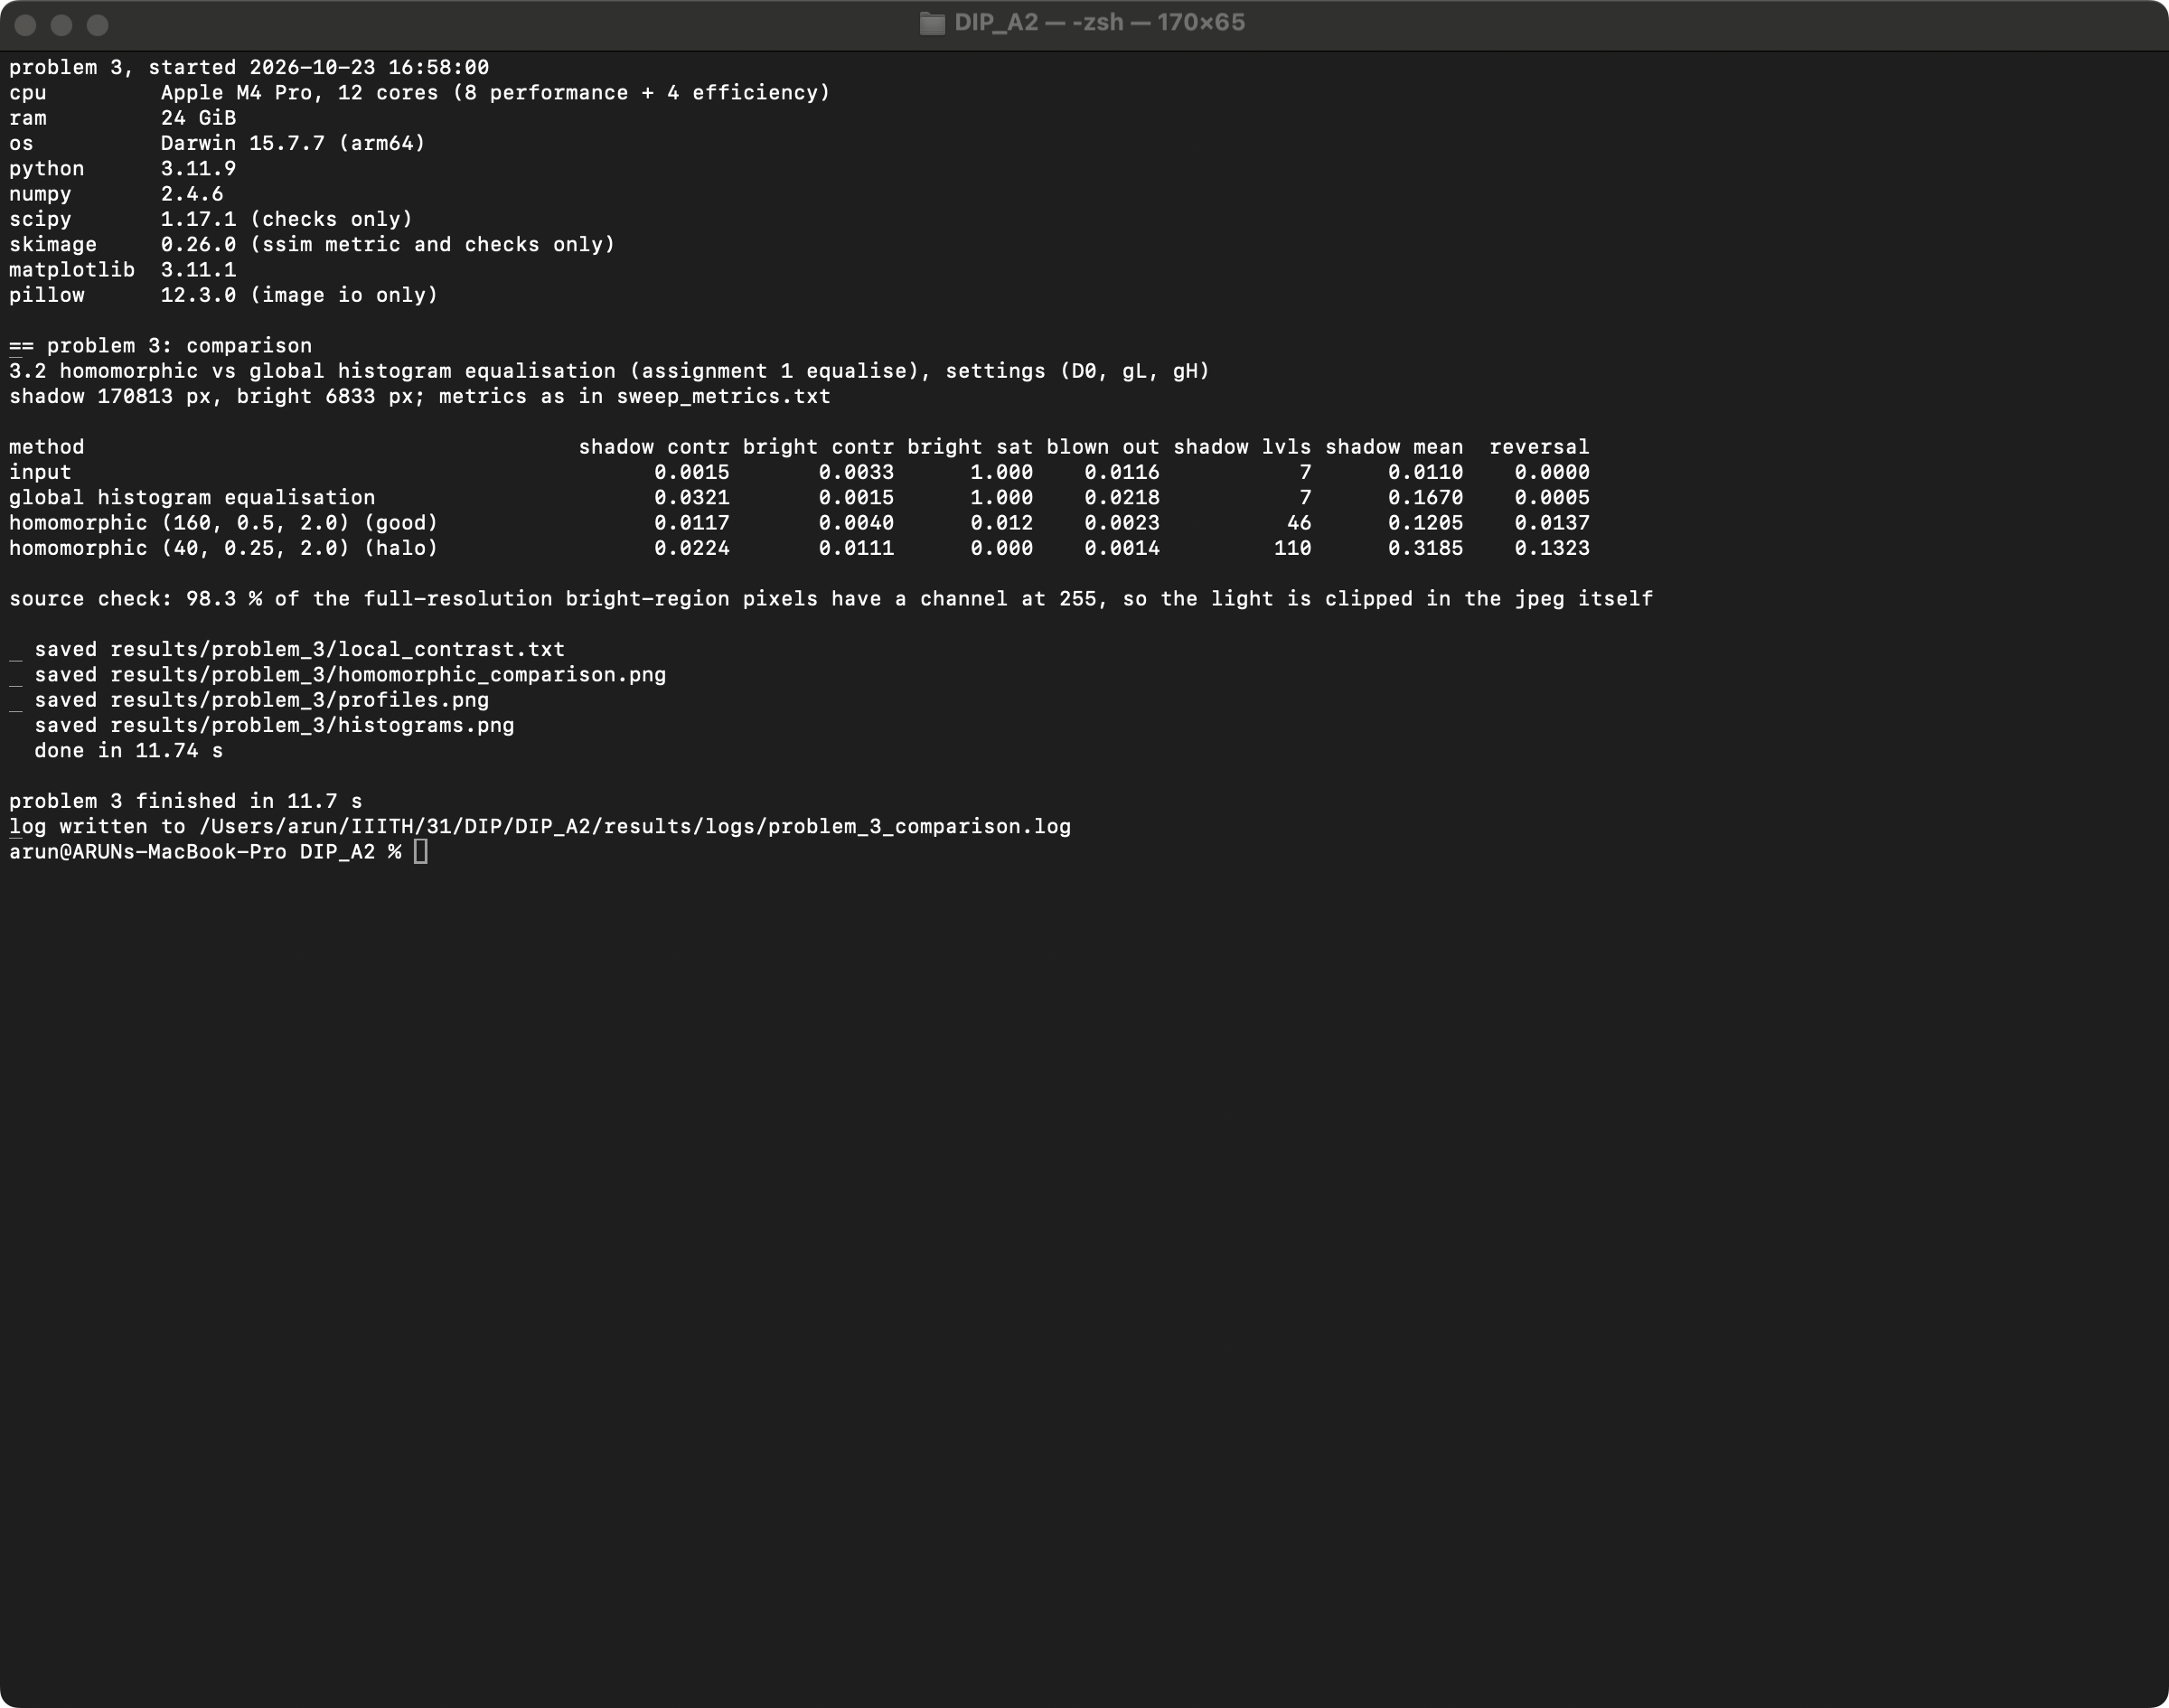 DIP_A2 — -zsh — 170×65
problem 3, started 2026-10-23 16:58:00
cpu         Apple M4 Pro, 12 cores (8 performance + 4 efficiency)
ram         24 GiB
os          Darwin 15.7.7 (arm64)
python      3.11.9
numpy       2.4.6
scipy       1.17.1 (checks only)
skimage     0.26.0 (ssim metric and checks only)
matplotlib  3.11.1
pillow      12.3.0 (image io only)
== problem 3: comparison
3.2 homomorphic vs global histogram equalisation (assignment 1 equalise), settings (D0, gL, gH)
shadow 170813 px, bright 6833 px; metrics as in sweep_metrics.txt
method                                       shadow contr bright contr bright sat blown out shadow lvls shadow mean  reversal
input                                              0.0015       0.0033      1.000    0.0116           7      0.0110    0.0000
global histogram equalisation                      0.0321       0.0015      1.000    0.0218           7      0.1670    0.0005
homomorphic (160, 0.5, 2.0) (good)                 0.0117       0.0040      0.012    0.0023          46      0.1205    0.0137
homomorphic (40, 0.25, 2.0) (halo)                 0.0224       0.0111      0.000    0.0014         110      0.3185    0.1323
source check: 98.3 % of the full-resolution bright-region pixels have a channel at 255, so the light is clipped in the jpeg itself
_ saved results/problem_3/local_contrast.txt
_ saved results/problem_3/homomorphic_comparison.png
_ saved results/problem_3/profiles.png
  saved results/problem_3/histograms.png
  done in 11.74 s
problem 3 finished in 11.7 s
log written to /Users/arun/IIITH/31/DIP/DIP_A2/results/logs/problem_3_comparison.log
arun@ARUNs-MacBook-Pro DIP_A2 %